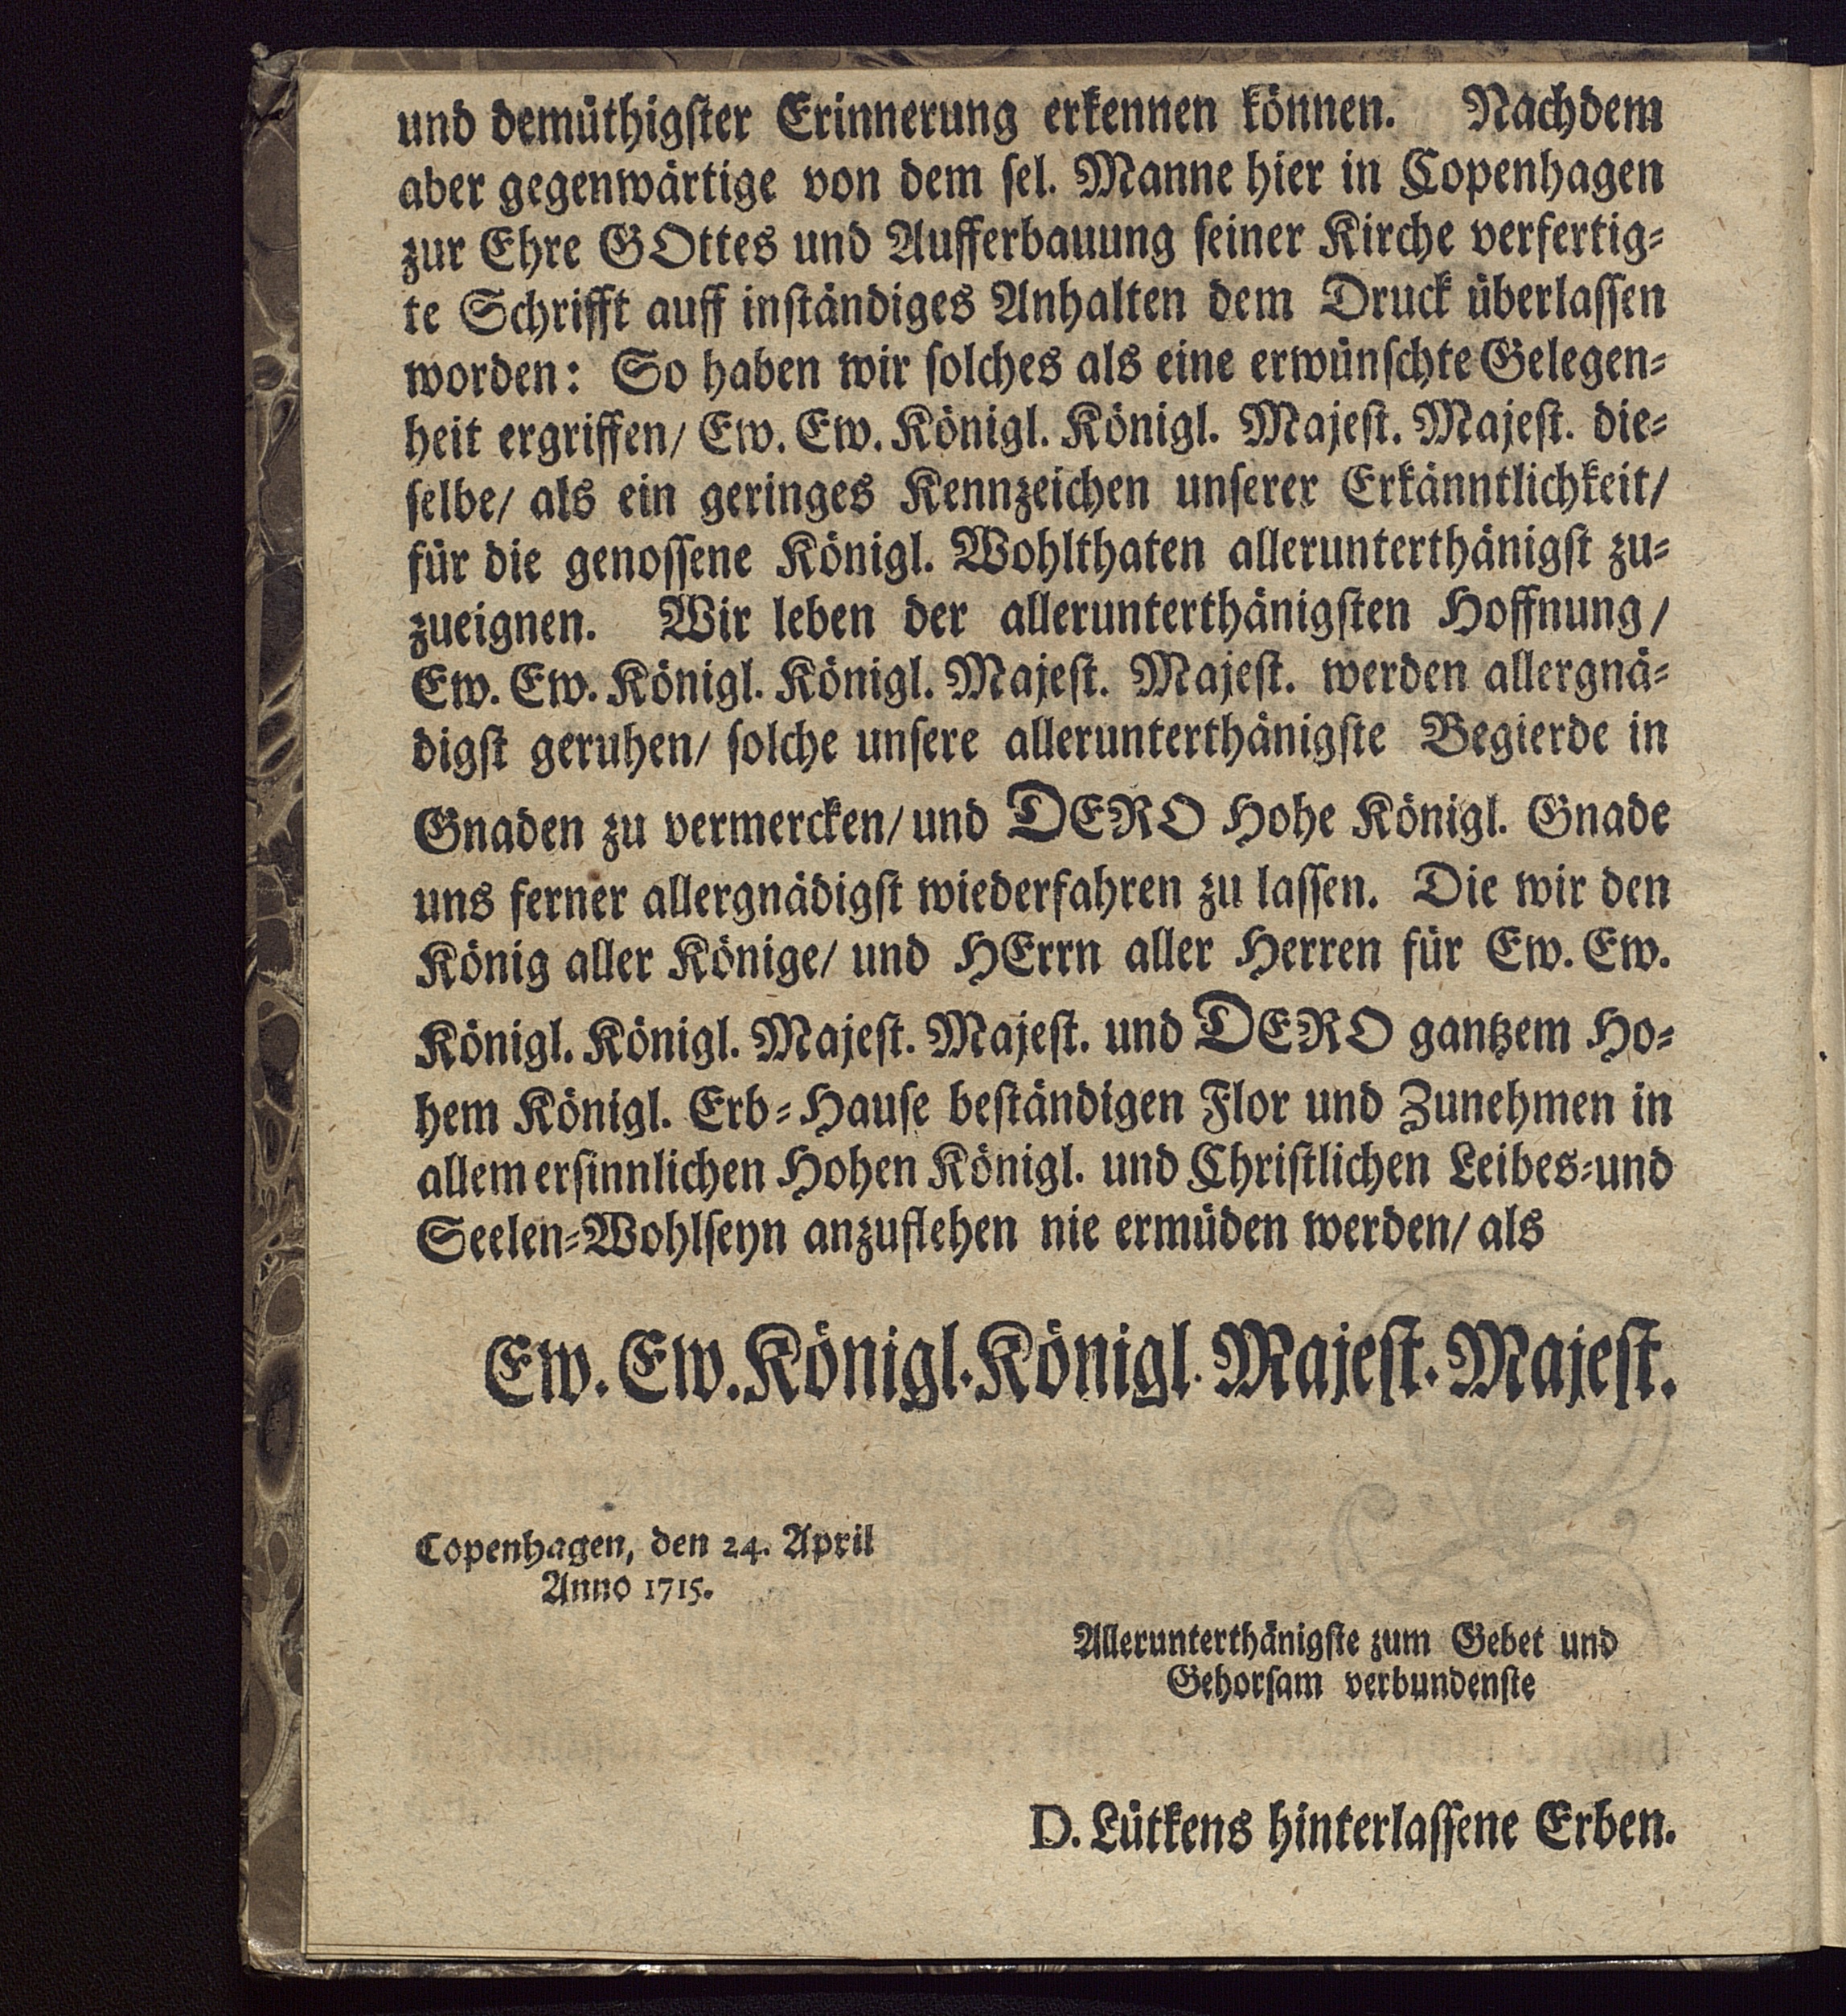 und demüthigſter Erinnerung erkennen können. Nachdem
aber gegenwärtige von dem ſel. Manne hier in Copenhagen
zur Ehre GOttes und Aufferbauung ſeiner Kirche verfertig⸗
te Schrifft auff inſtändiges Anhalten dem Druck überlaſſen
worden: So haben wir ſolches als eine erwünſchte Gelegen⸗
heit ergriffen/ Ew. Ew. Königl. Königl. Majeſt. Majeſt. die⸗
ſelbe/ als ein geringes Kennzeichen unſerer Erkänntlichkeit/
für die genoſſene Königl. Wohlthaten allerunterthänigſt zu⸗
zueignen. Wir leben der allerunterthänigſten Hoffnung/
Ew. Ew. Königl. Königl. Majeſt. Majeſt. werden allergnä⸗
digſt geruhen/ ſolche unſere allerunterthänigſte Begierde in
Gnaden zu vermercken/ und DERO Hohe Königl. Gnade
uns ferner allergnädigſt wiederfahren zu laſſen. Die wir den
König aller Könige/ und HErrn aller Herren für Ew. Ew.
Königl. Königl. Majeſt. Majeſt. und DERO gantzem Ho⸗
hem Königl. Erb⸗Hauſe beſtändigen Flor und Zunehmen in
allem erſinnlichen Hohen Königl. und Chriſtlichen Leibes⸗und
Seelen⸗Wohlſeyn anzuflehen nie ermüden werden/ als
Ew. Ew. Königl. Königl. Majeſt. Majeſt.
Copenhagen, den 24. April
Anno 1715.
Allerunterthänigſte zum Gebet und
Gehorſam verbundenſte
D. Lütkens hinterlaſſene Erben.